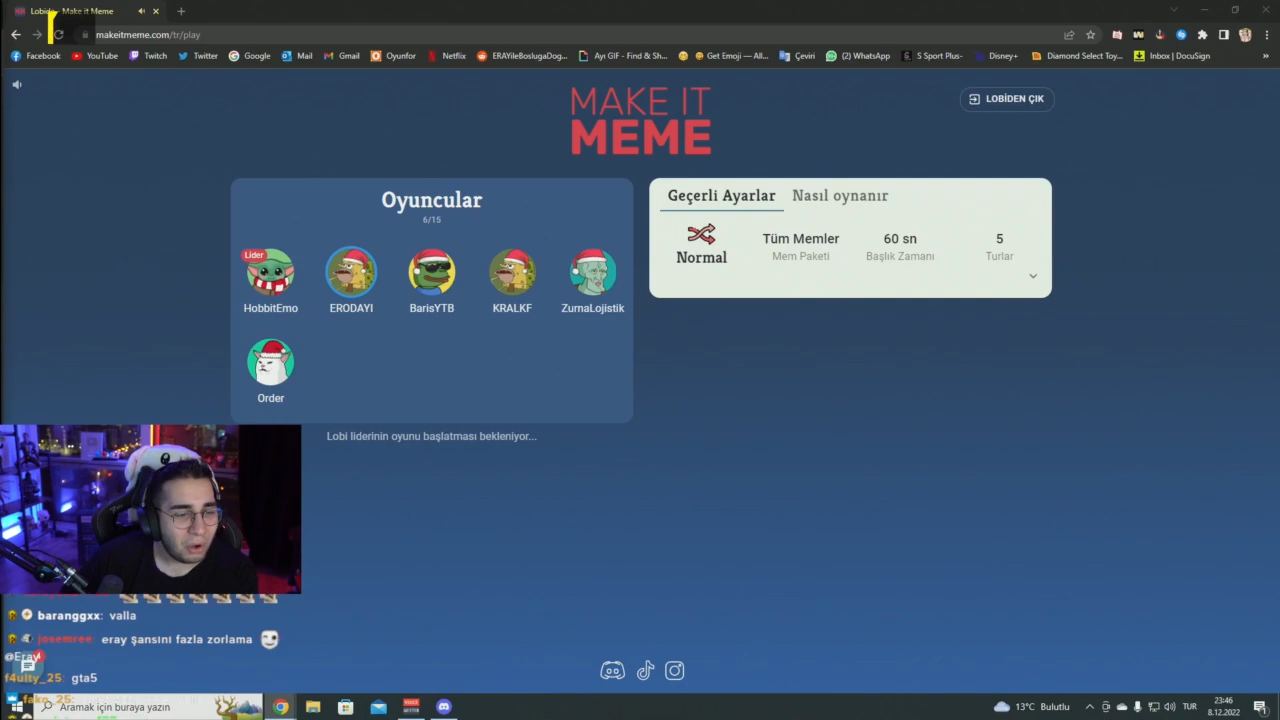 Lobide - Make it Meme
makeitmeme.com/tr/play
Facebook
YouTube
Twitch
Twitter
Google
Mail
Gmail
Oyunfor
Netflix
ERAYileBoslugaDog...
Ayı GIF - Find & Sh...
Get Emoji — All...
Çeviri
(2) WhatsApp
S Sport Plus-
Disney+
Diamond Select Toy...
Inbox | DocuSign
»
MAKE IT
MEME
LOBİDEN ÇIK
Oyuncular
6/15
Lider
HobbitEmo
ERODAYI
BarisYTB
KRALKF
ZurnaLojistik
Order
Lobi liderinin oyunu başlatması bekleniyor...
Geçerli Ayarlar
Nasıl oynanır
Normal
Tüm Memler
Mem Paketi
60 sn
Başlık Zamanı
5
Turlar
baranggxx: valla
josemree: eray şansını fazla zorlama
@Eray
f4ulty_25: gta5
fako_25:
Aramak için buraya yazın
13°C Bulutlu
TUR
23:46
8.12.2022